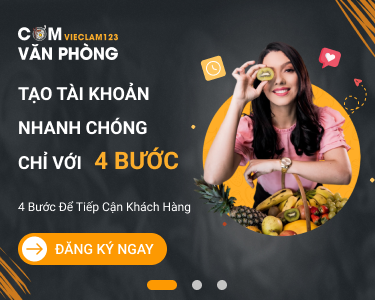 CƠM VIECLAM123
VĂN PHÒNG
TẠO TÀI KHOẢN
NHANH CHÓNG
CHỈ VỚI 4 BƯỚC
4 Bước Để Tiếp Cận Khách Hàng
ĐĂNG KÝ NGAY